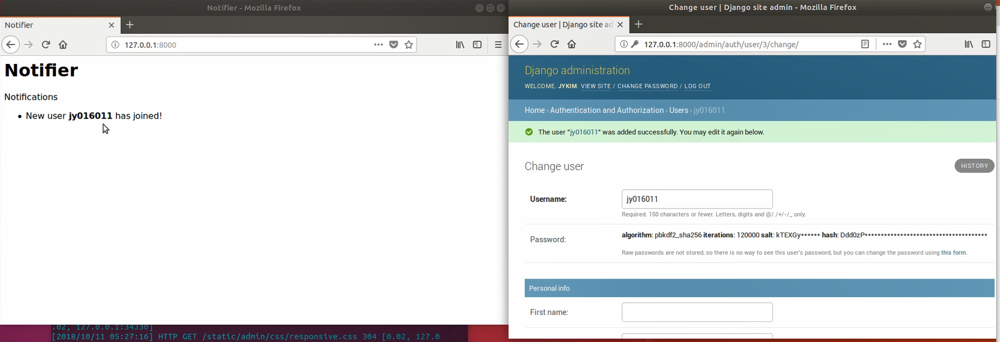 Notifier - Mozilla Firefox
Notifier
127.0.0.1:8000
Notifier
Notifications
New user jy016011 has joined!
.02, 127.0.0.1:34330]
[2018/10/11 05:27:16] HTTP GET /static/admin/css/responsive.css 304 [0.02, 127.0
Change user | Django site admin - Mozilla Firefox
Change user | Django site ad
127.0.0.1:8000/admin/auth/user/3/change/
Django administration
WELCOME, JYKIM. VIEW SITE / CHANGE PASSWORD / LOG OUT
Home › Authentication and Authorization › Users › jy016011
The user "jy016011" was added successfully. You may edit it again below.
Change user
HISTORY
Username: jy016011
Required. 150 characters or fewer. Letters, digits and @/./+/-/_ only.
Password: algorithm: pbkdf2_sha256 iterations: 120000 salt: kTEXGy****** hash: Ddd0zP**************************************
Raw passwords are not stored, so there is no way to see this user's password, but you can change the password using this form.
Personal info
First name: